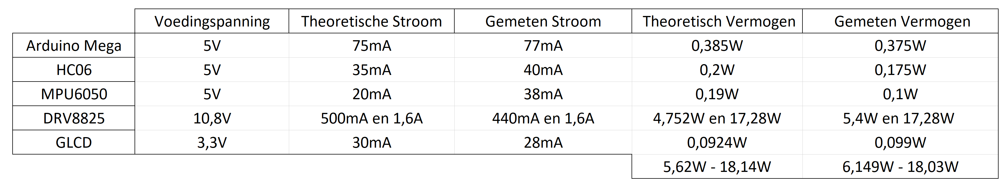 Voedingspanning Theoretische Stroom Gemeten Stroom Theoretisch Vermogen Gemeten Vermogen
Arduino Mega 5V 75mA 77mA 0,385W 0,375W
HC06 5V 35mA 40mA 0,2W 0,175W
MPU6050 5V 20mA 38mA 0,19W 0,1W
DRV8825 10,8V 500mA en 1,6A 440mA en 1,6A 4,752W en 17,28W 5,4W en 17,28W
GLCD 3,3V 30mA 28mA 0,0924W 0,099W
5,62W - 18,14W 6,149W - 18,03W